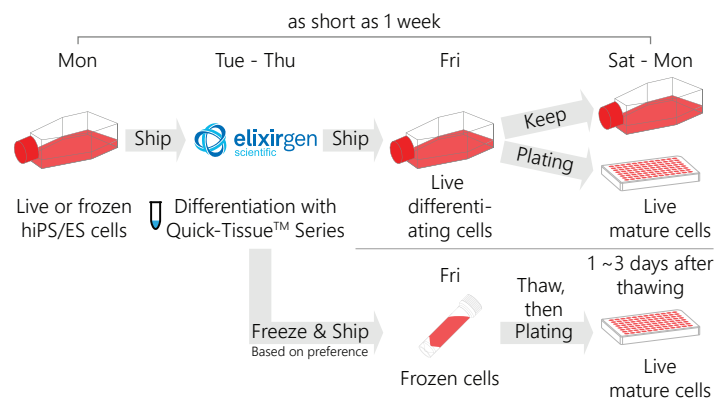 as short as 1 week
Mon
Tue - Thu
Fri
Sat - Mon
Ship
elixirgen
scientific
Ship
Keep
Plating
Live or frozen
hiPS/ES cells
Differentiation with
Quick-Tissue™ Series
Live
differenti-
ating cells
Live
mature cells
Freeze & Ship
Based on preference
Fri
Frozen cells
Thaw,
then
Plating
1 ~3 days after
thawing
Live
mature cells